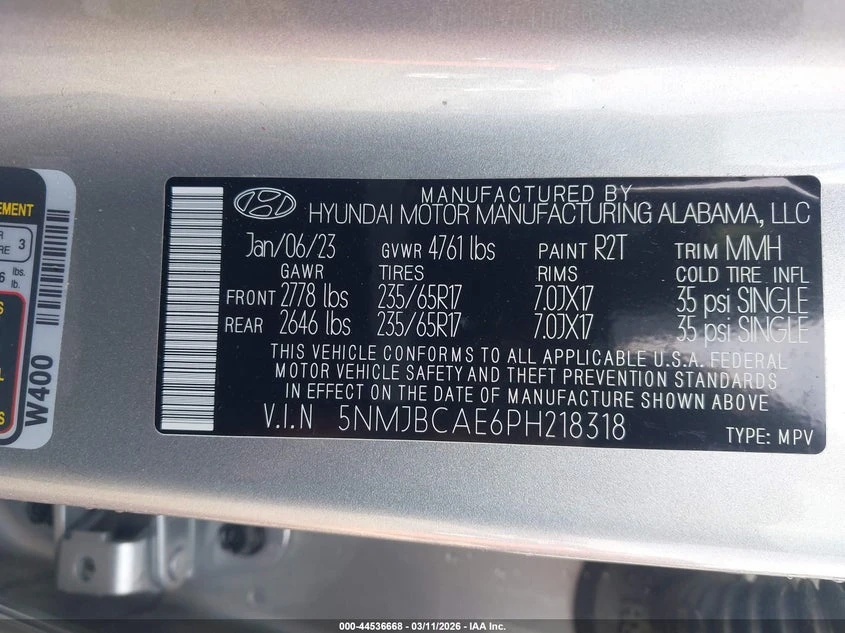 EMENT
3
lbs.
lb.
W400
MANUFACTURED BY
HYUNDAI MOTOR MANUFACTURING ALABAMA, LLC
Jan/06/23 GVWR 4761 lbs PAINT R2T TRIM MMH
GAWR TIRES RIMS COLD TIRE INFL
FRONT 2778 lbs 235/65R17 7.0JX17 35 psi SINGLE
REAR 2646 lbs 235/65R17 7.0JX17 35 psi SINGLE
THIS VEHICLE CONFORMS TO ALL APPLICABLE U.S.A. FEDERAL
MOTOR VEHICLE SAFETY AND THEFT PREVENTION STANDARDS
IN EFFECT ON THE DATE OF MANUFACTURE SHOWN ABOVE
V.I.N 5NMJBCAE6PH218318
TYPE: MPV
000-44536668 - 03/11/2026 - IAA Inc.